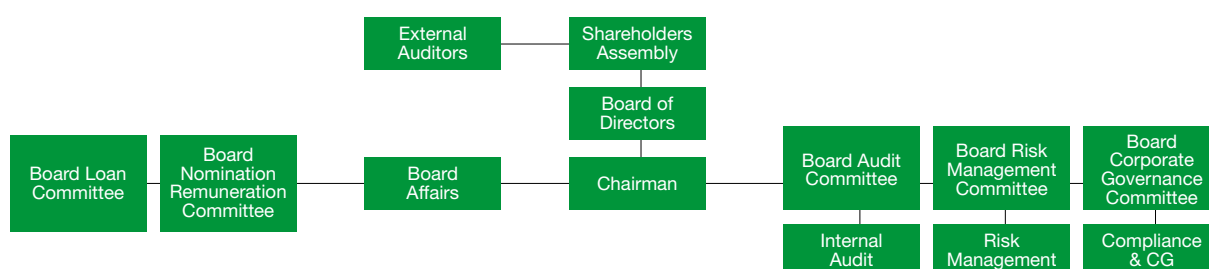 External
Auditors
Shareholders
Assembly
Board of
Directors
Board Loan
Committee
Board
Nomination
Remuneration
Committee
Board
Affairs
Chairman
Board Audit
Committee
Board Risk
Management
Committee
Board
Corporate
Governance
Committee
Internal
Audit
Risk
Management
Compliance
& CG